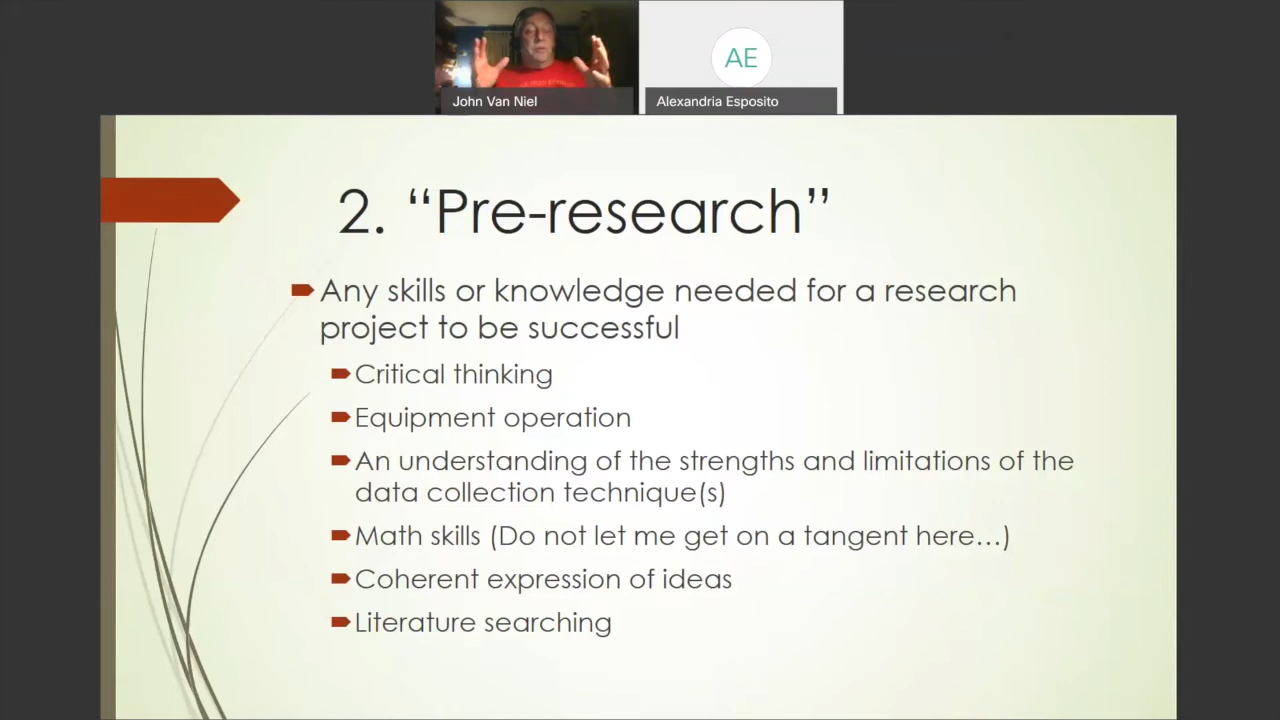 John Van Niel
AE
Alexandria Esposito
2. “Pre-research”
Any skills or knowledge needed for a research
project to be successful
Critical thinking
Equipment operation
An understanding of the strengths and limitations of the
data collection technique(s)
Math skills (Do not let me get on a tangent here…)
Coherent expression of ideas
Literature searching